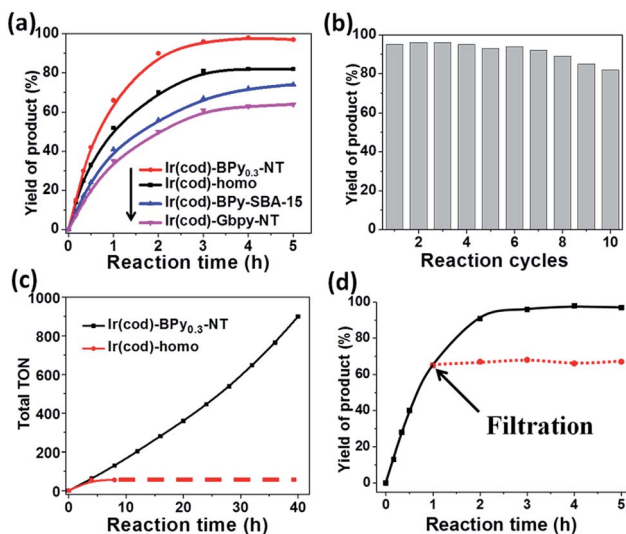 (a)
Yield of product (%)
100
80
60
40
20
0
Ir(cod)-BPy0.3-NT
Ir(cod)-homo
Ir(cod)-BPy-SBA-15
Ir(cod)-Gbpy-NT
0 1 2 3 4 5
Reaction time (h)
(b)
Yield of product (%)
100
80
60
40
20
0
2 4 6 8 10
Reaction cycles
(c)
Total TON
1000
800
600
400
200
0
Ir(cod)-BPy0.3-NT
Ir(cod)-homo
0 10 20 30 40
Reaction time (h)
(d)
Yield of product (%)
100
80
60
40
20
0
Filtration
0 1 2 3 4 5
Reaction time (h)